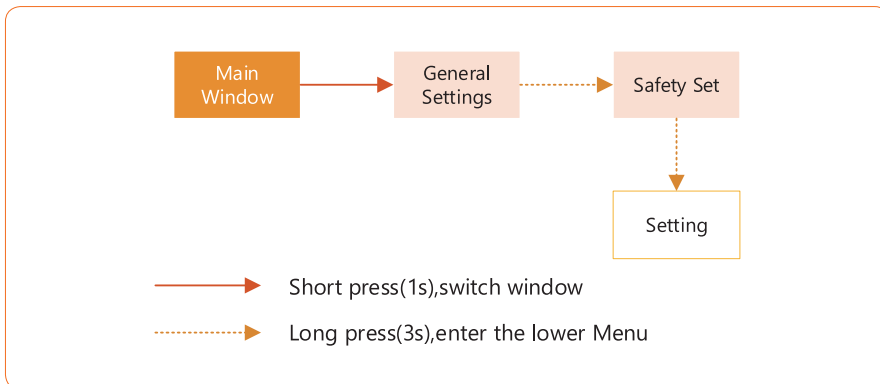 Main
Window
General
Settings
Safety Set
Setting
Short press(1s),switch window
Long press(3s),enter the lower Menu